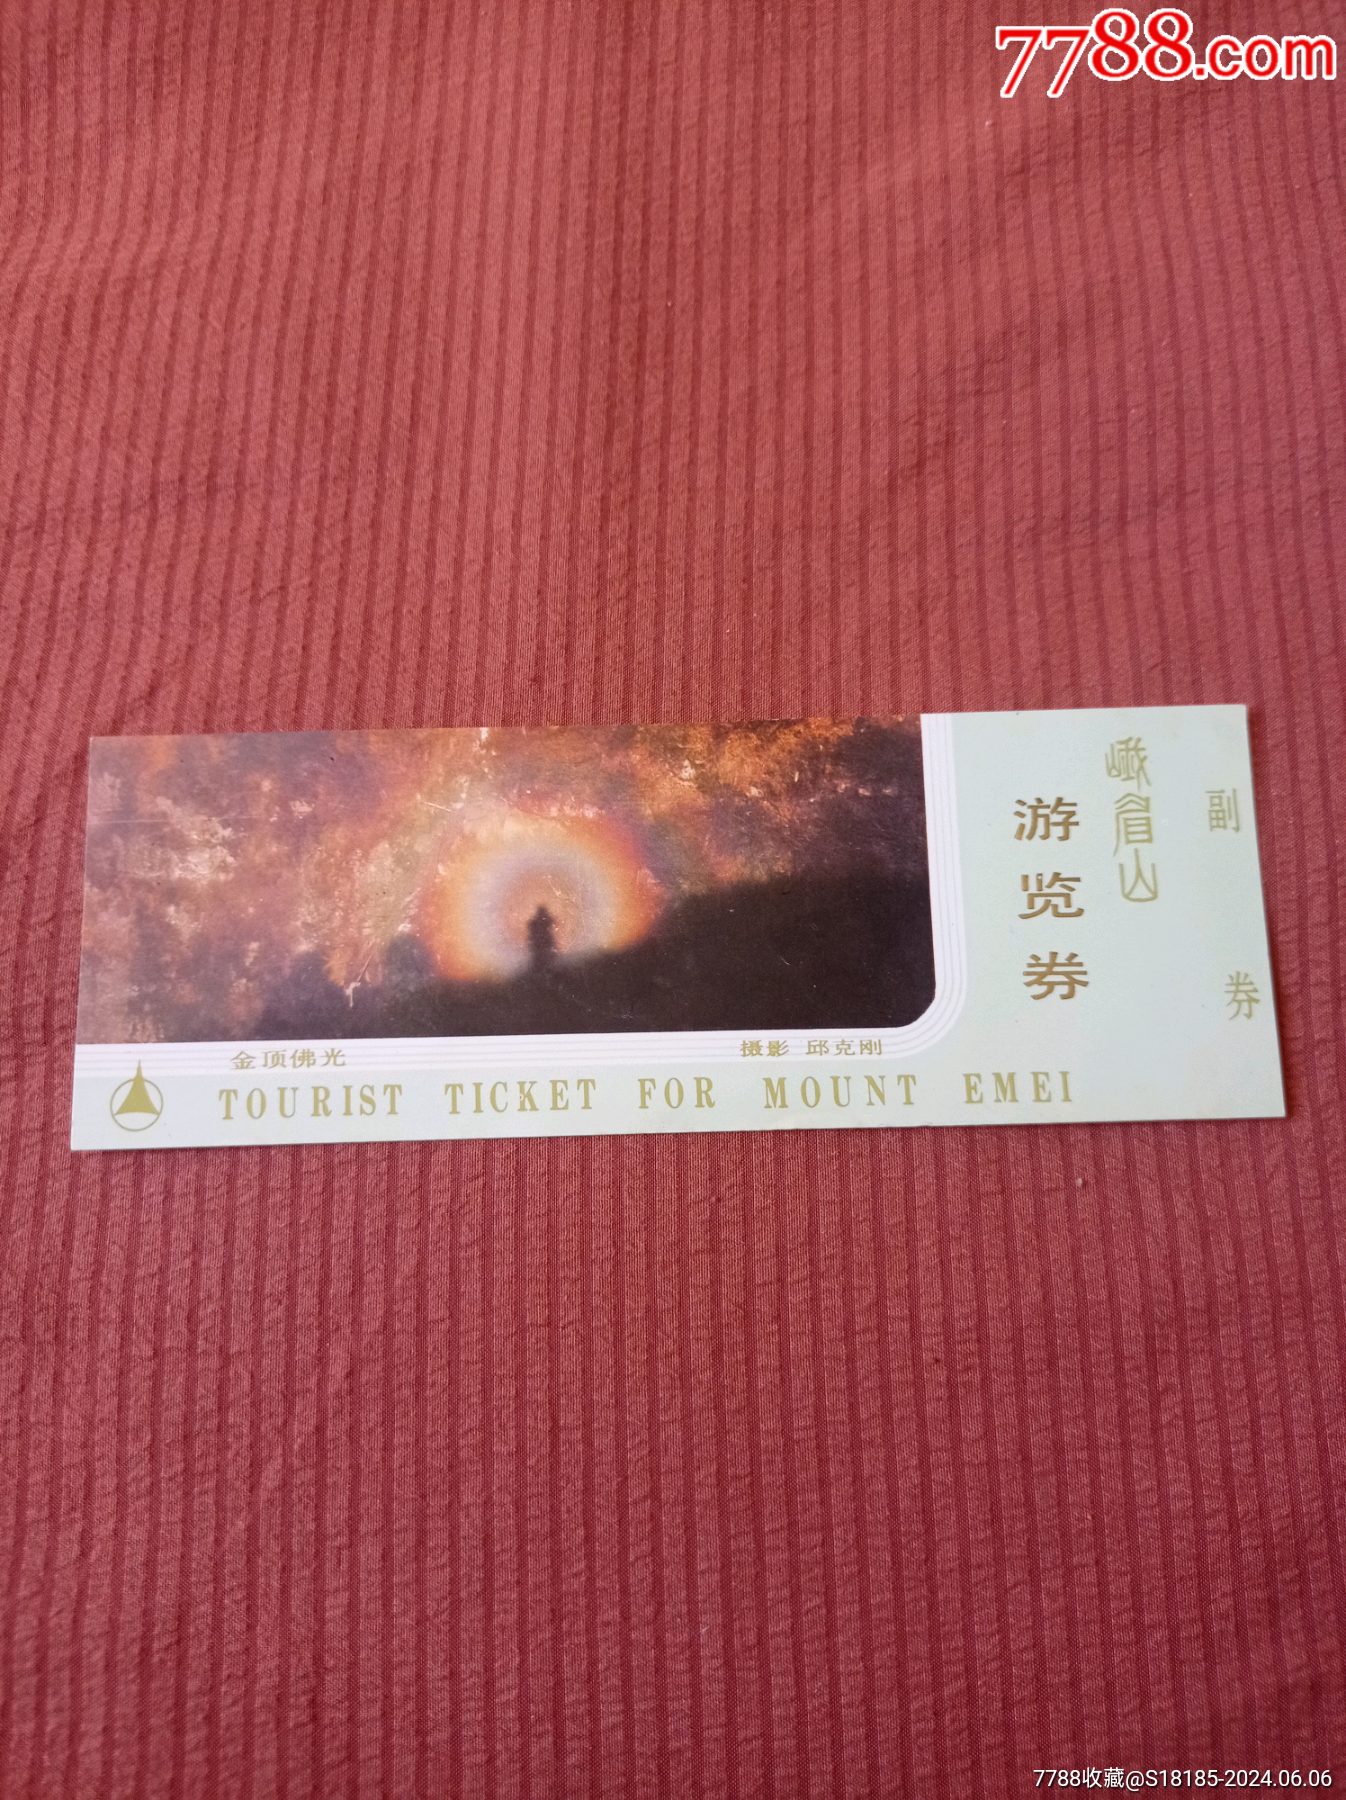 7788.com
峨眉山
游览券
副券
金顶佛光
摄影 邱克刚
TOURIST TICKET FOR MOUNT EMEI
7788收藏@S18185-2024.06.06